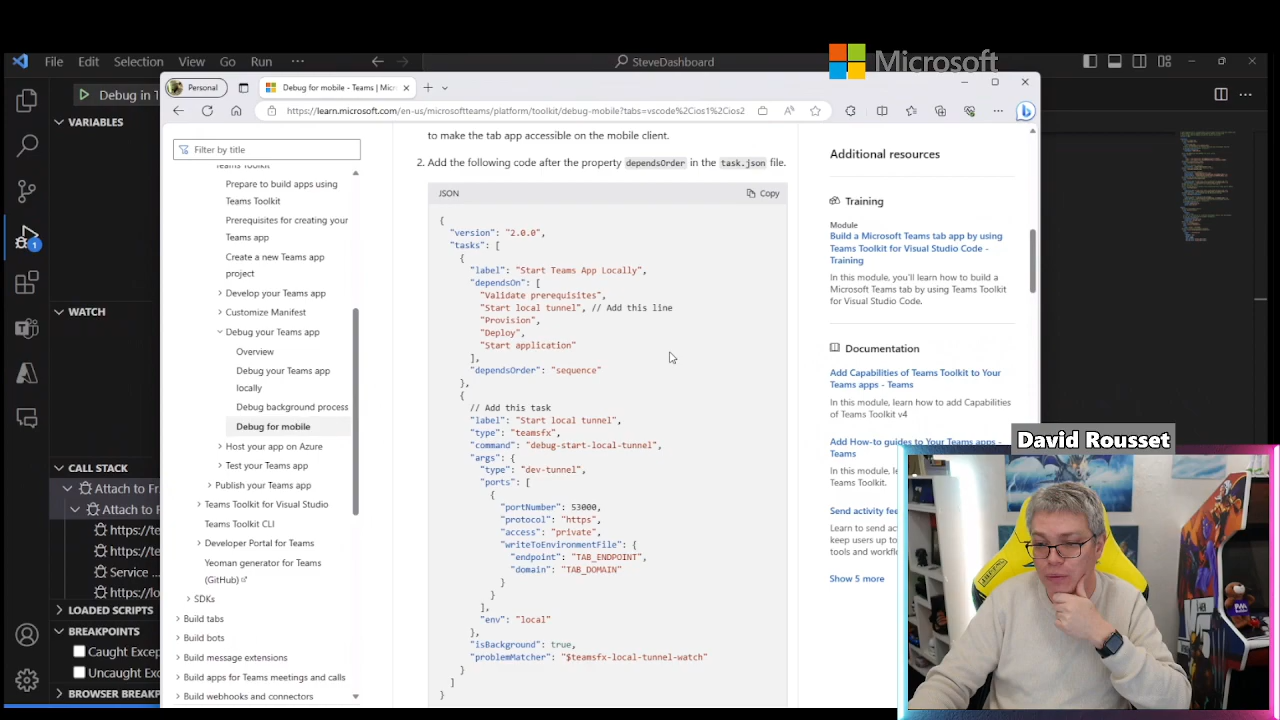 File Edit Selection View Go Run ··· SteveDashboard
Microsoft
Debug in
VARIABLES
WATCH
CALL STACK
Attach to Fr
Attach to F
http://
http://te
Service ...
LOADED SCRIPTS
BREAKPOINTS
Caught Excep
Uncaught Exc
BROWSER BREAKP
1
Personal
Debug for mobile - Teams | Micr
https://learn.microsoft.com/en-us/microsoftteams/platform/toolkit/debug-mobile?tabs=vscode%2Cios1%2Cios2
Filter by title
Teams Toolkit
Prepare to build apps using
Teams Toolkit
Prerequisites for creating your
Teams app
Create a new Teams app
project
Develop your Teams app
Customize Manifest
Debug your Teams app
Overview
Debug your Teams app
locally
Debug background process
Debug for mobile
Host your app on Azure
Test your Teams app
Publish your Teams app
Teams Toolkit for Visual Studio
Teams Toolkit CLI
Developer Portal for Teams
Yeoman generator for Teams
(GitHub)
SDKs
Build tabs
Build bots
Build message extensions
Build apps for Teams meetings and calls
Build webhooks and connectors
to make the tab app accessible on the mobile client.
2. Add the following code after the property dependsOrder in the task.json file.
JSON
Copy
{
"version": "2.0.0",
"tasks": [
{
"label": "Start Teams App Locally",
"dependsOn": [
"Validate prerequisites",
"Start local tunnel", // Add this line
"Provision",
"Deploy",
"Start application"
],
"dependsOrder": "sequence"
},
{
// Add this task
"label": "Start local tunnel",
"type": "teamsfx",
"command": "debug-start-local-tunnel",
"args": {
"type": "dev-tunnel",
"ports": [
{
"portNumber": 53000,
"protocol": "https",
"access": "private",
"writeToEnvironmentFile": {
"endpoint": "TAB_ENDPOINT",
"domain": "TAB_DOMAIN"
}
}
],
"env": "local"
},
"isBackground": true,
"problemMatcher": "$teamsfx-local-tunnel-watch"
}
]
}
Additional resources
Training
Module
Build a Microsoft Teams tab app by using
Teams Toolkit for Visual Studio Code -
Training
In this module, you'll learn how to build a
Microsoft Teams tab by using Teams Toolkit
for Visual Studio Code.
Documentation
Add Capabilities of Teams Toolkit to Your
Teams apps - Teams
In this module, learn how to add Capabilities
of Teams Toolkit v4
Add How-to guides to Your Teams apps -
Teams
In this module, le
Teams Toolkit.
Send activity fee
Learn to send ac
keep users up to
tools and workflo
Show 5 more
David Rousset